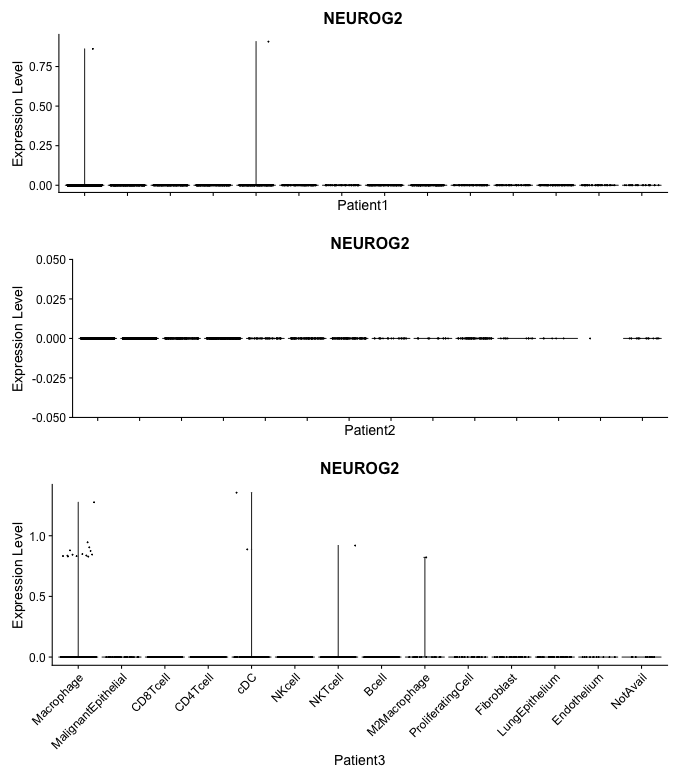 NEUROG2
Expression Level
0.75
0.50
0.25
0.00
Patient1
NEUROG2
Expression Level
0.050
0.025
0.000
-0.025
-0.050
Patient2
NEUROG2
Expression Level
1.0
0.5
0.0
Macrophage
MalignantEpithelial
CD8Tcell
CD4Tcell
cDC
NKcell
NKTcell
Bcell
M2Macrophage
ProliferatingCell
Fibroblast
LungEpithelium
Endothelium
NotAvail
Patient3